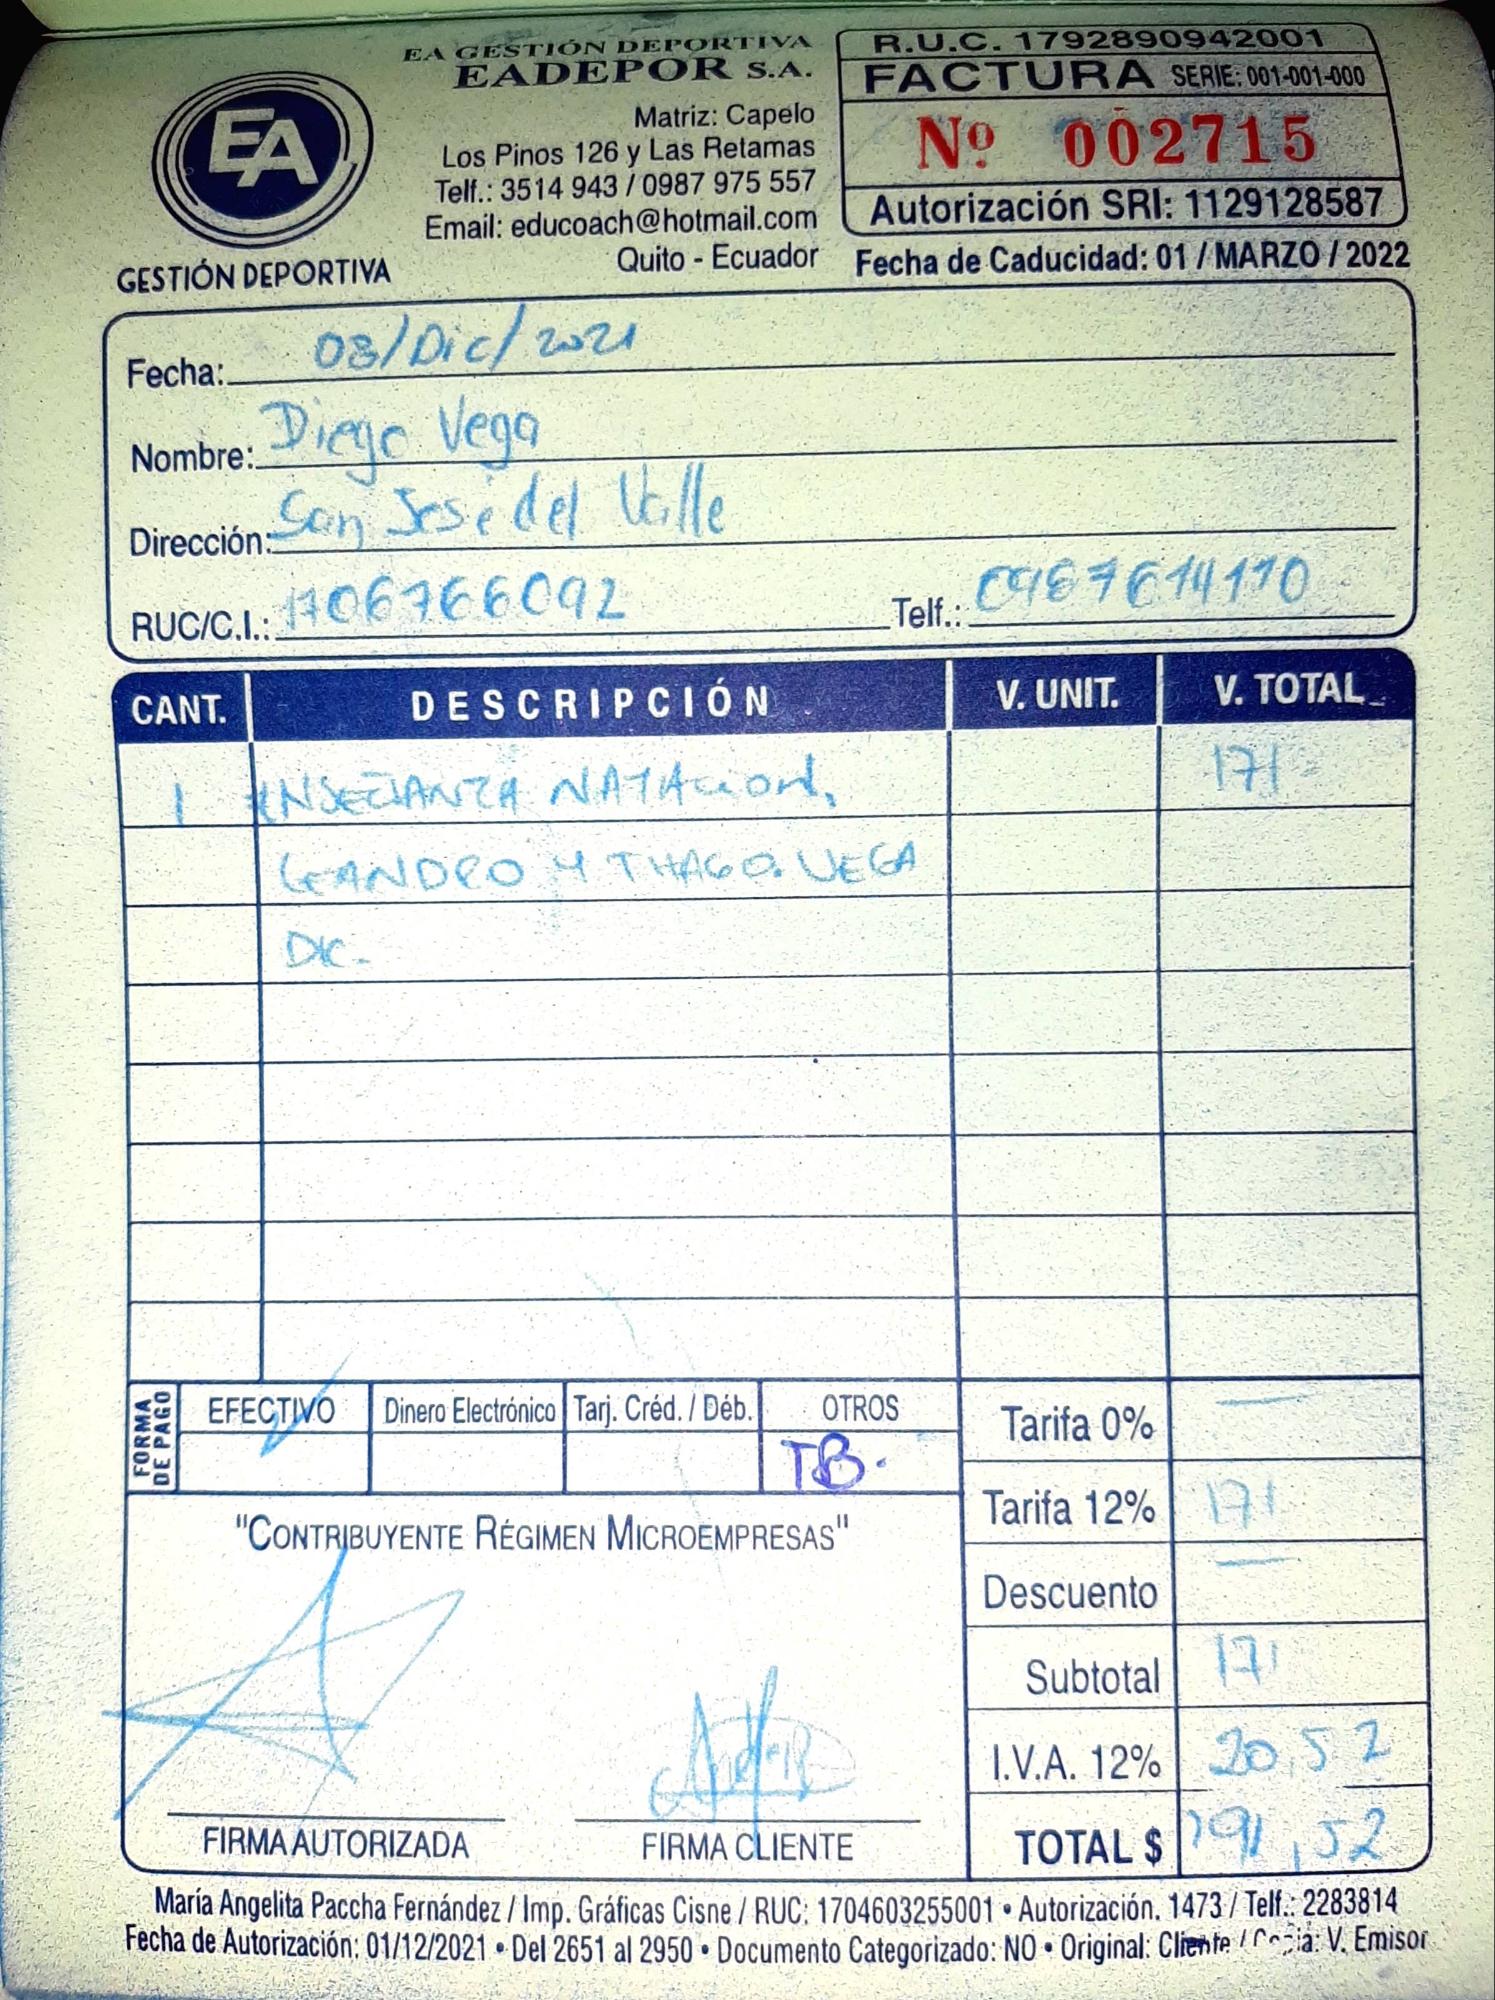 EA GESTIÓN DEPORTIVA
EADEPOR S.A.
EA
GESTIÓN DEPORTIVA
Matriz: Capelo
Los Pinos 126 y Las Retamas
Telf.: 3514 943 / 0987 975 557
Email: educoach@hotmail.com
Quito - Ecuador
R.U.C. 1792890942001
FACTURA SERIE: 001-001-000
Nº 002715
Autorización SRI: 1129128587
Fecha de Caducidad: 01 / MARZO / 2022
Fecha: 03/Dic/2021
Nombre: Diego Vega
Dirección: San José del Valle
RUC/C.I.: 1706766092 Telf.: 0987614110
CANT. DESCRIPCIÓN V. UNIT. V. TOTAL
1 ENSEÑANZA NATACION. 171
LEANDRO Y THIAGO. VEGA
DIC.
FORMA DE PAGO
EFECTIVO Dinero Electrónico Tarj. Créd. / Déb. OTROS
TB.
Tarifa 0% —
Tarifa 12% 171
Descuento —
Subtotal 171
I.V.A. 12% 20,52
TOTAL $ 191,52
"CONTRIBUYENTE RÉGIMEN MICROEMPRESAS"
FIRMA AUTORIZADA FIRMA CLIENTE
María Angelita Paccha Fernández / Imp. Gráficas Cisne / RUC: 1704603255001 • Autorización. 1473 / Telf.: 2283814
Fecha de Autorización: 01/12/2021 • Del 2651 al 2950 • Documento Categorizado: NO • Original: Cliente / Copia: V. Emisor